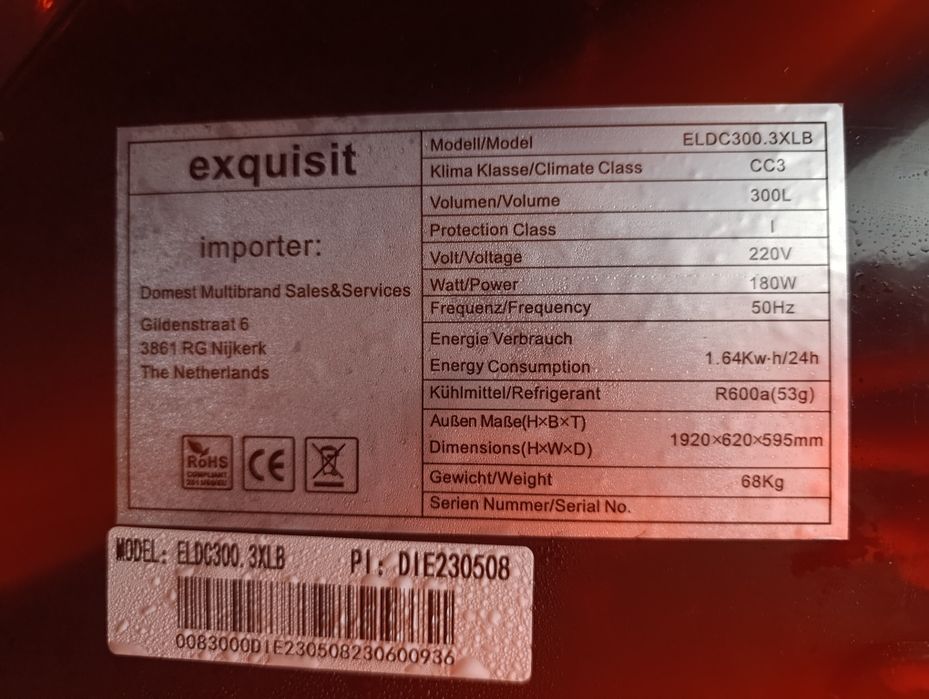 exquisit
importer:
Domest Multibrand Sales&Services
Gildenstraat 6
3861 RG Nijkerk
The Netherlands
RoHS
COMPLIANT
CE
Modell/Model ELDC300.3XLB
Klima Klasse/Climate Class CC3
Volumen/Volume 300L
Protection Class I
Volt/Voltage 220V
Watt/Power 180W
Frequenz/Frequency 50Hz
Energie Verbrauch
Energy Consumption 1.64Kw·h/24h
Kühlmittel/Refrigerant R600a(53g)
Außen Maße(H×B×T)
Dimensions(H×W×D) 1920×620×595mm
Gewicht/Weight 68Kg
Serien Nummer/Serial No.
MODEL: ELDC300.3XLB PI: DIE230508
0083000DIE230508230600936